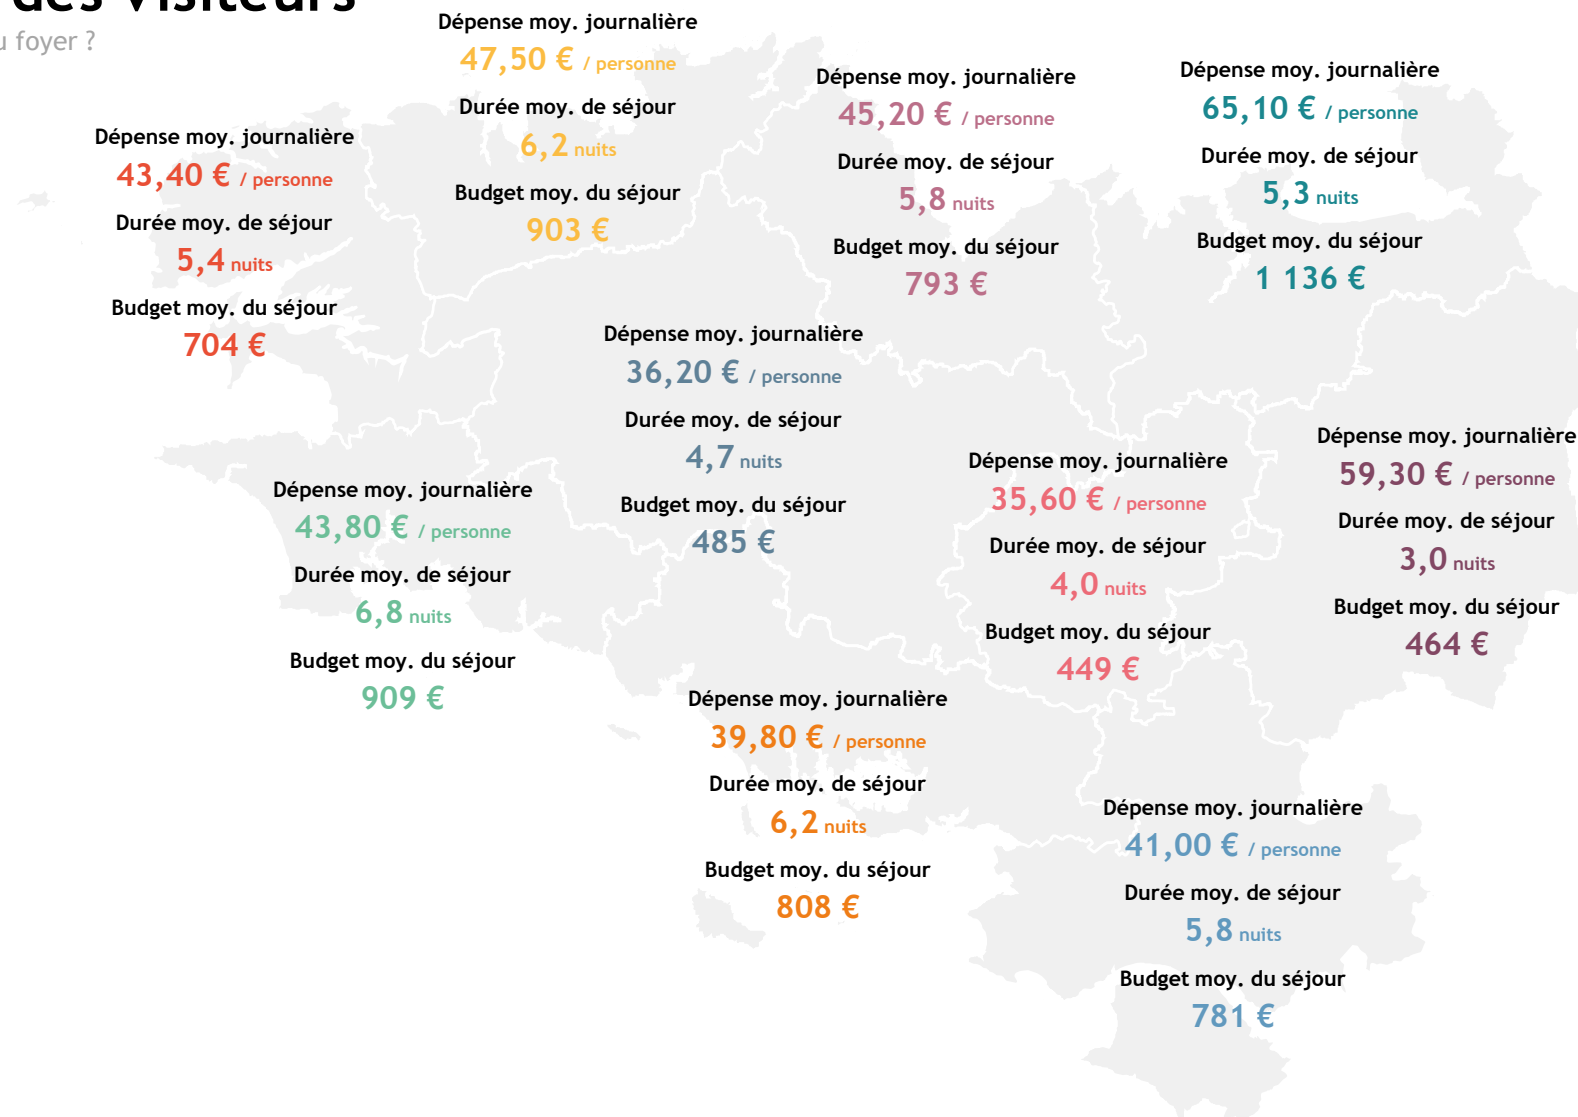 des visiteurs
u foyer ?
Dépense moy. journalière
47,50 € / personne
Durée moy. de séjour
6,2 nuits
Budget moy. du séjour
903 €
Dépense moy. journalière
45,20 € / personne
Durée moy. de séjour
5,8 nuits
Budget moy. du séjour
793 €
Dépense moy. journalière
65,10 € / personne
Durée moy. de séjour
5,3 nuits
Budget moy. du séjour
1 136 €
Dépense moy. journalière
43,40 € / personne
Durée moy. de séjour
5,4 nuits
Budget moy. du séjour
704 €
Dépense moy. journalière
36,20 € / personne
Durée moy. de séjour
4,7 nuits
Budget moy. du séjour
485 €
Dépense moy. journalière
35,60 € / personne
Durée moy. de séjour
4,0 nuits
Budget moy. du séjour
449 €
Dépense moy. journalière
59,30 € / personne
Durée moy. de séjour
3,0 nuits
Budget moy. du séjour
464 €
Dépense moy. journalière
43,80 € / personne
Durée moy. de séjour
6,8 nuits
Budget moy. du séjour
909 €
Dépense moy. journalière
39,80 € / personne
Durée moy. de séjour
6,2 nuits
Budget moy. du séjour
808 €
Dépense moy. journalière
41,00 € / personne
Durée moy. de séjour
5,8 nuits
Budget moy. du séjour
781 €